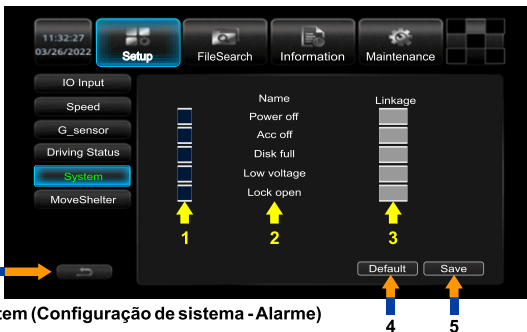 11:32:27
03/26/2022
Setup
FileSearch
Information
Maintenance
IO Input
Speed
G_sensor
Driving Status
System
MoveShelter
Name
Linkage
Power off
Acc off
Disk full
Low voltage
Lock open
1
2
3
Default
Save
4
5
(Configuração de sistema - Alarme)